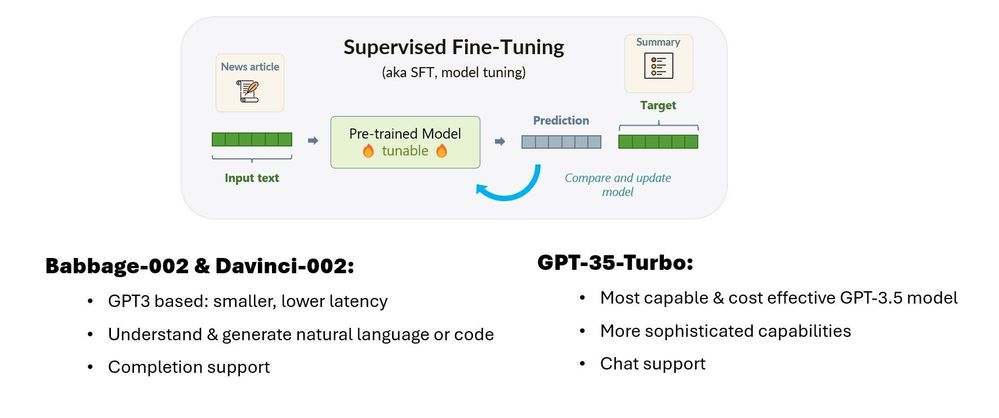 Supervised Fine-Tuning
(aka SFT, model tuning)
News article
Summary
Target
Pre-trained Model
tunable
Prediction
Input text
Compare and update
model
Babbage-002 & Davinci-002:
• GPT3 based: smaller, lower latency
• Understand & generate natural language or code
• Completion support
GPT-35-Turbo:
• Most capable & cost effective GPT-3.5 model
• More sophisticated capabilities
• Chat support